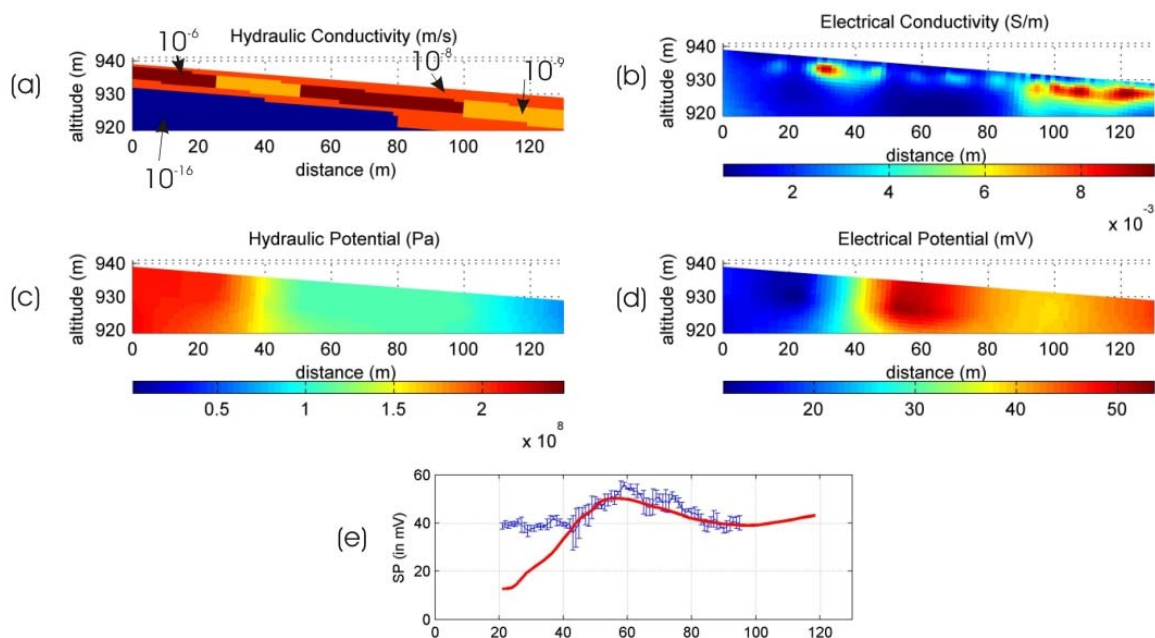 (a)
Hydraulic Conductivity (m/s)
10-6
10-8
10-9
10-16
altitude (m)
940
930
920
0 20 40 60 80 100 120
distance (m)
(b)
Electrical Conductivity (S/m)
altitude (m)
940
930
920
0 20 40 60 80 100 120
distance (m)
2 4 6 8
x 10-3
(c)
Hydraulic Potential (Pa)
altitude (m)
940
930
920
0 20 40 60 80 100 120
distance (m)
0.5 1 1.5 2
x 108
(d)
Electrical Potential (mV)
altitude (m)
940
930
920
0 20 40 60 80 100 120
distance (m)
20 30 40 50
(e)
SP (in mV)
60
40
20
0
0 20 40 60 80 100 120